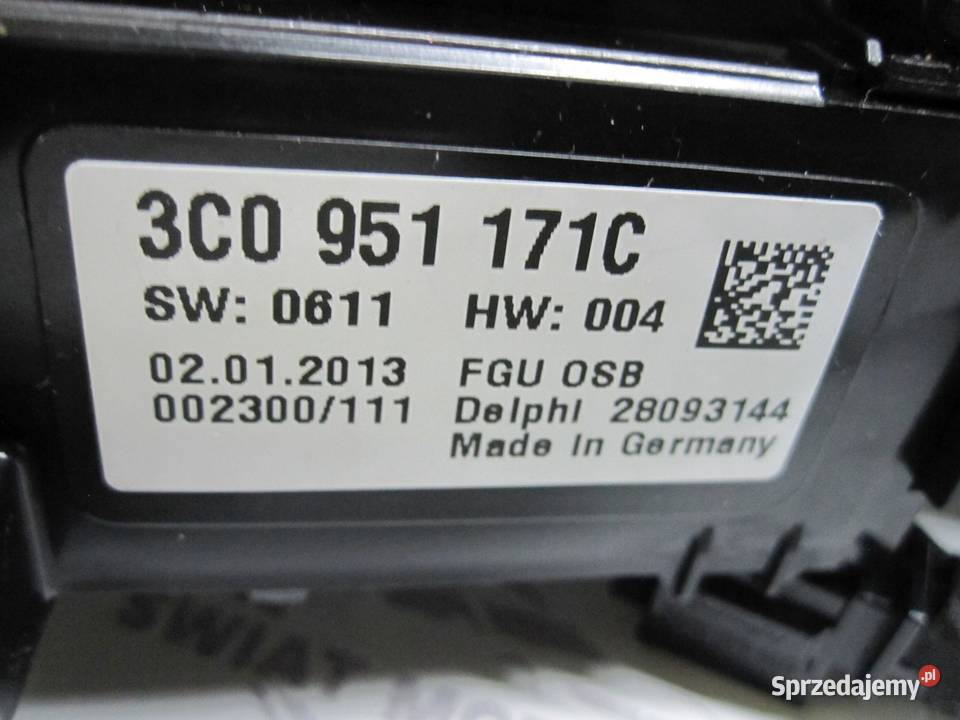 3C0 951 171C
SW: 0611 HW: 004
02.01.2013 FGU OSB
002300/111 Delphi 28093144
Made In Germany
ŚWIAT
Sprzedajemy.pl